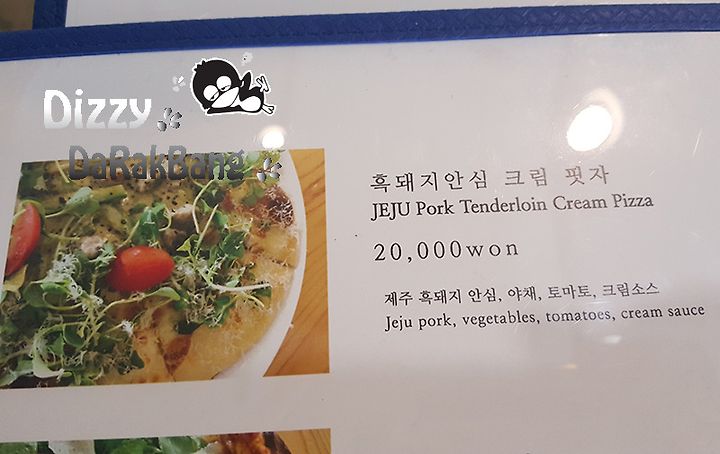 Dizzy
DaRakBang
흑돼지안심 크림 핏자
JEJU Pork Tenderloin Cream Pizza
20,000won
제주 흑돼지 안심, 야채, 토마토, 크림소스
Jeju pork, vegetables, tomatoes, cream sauce